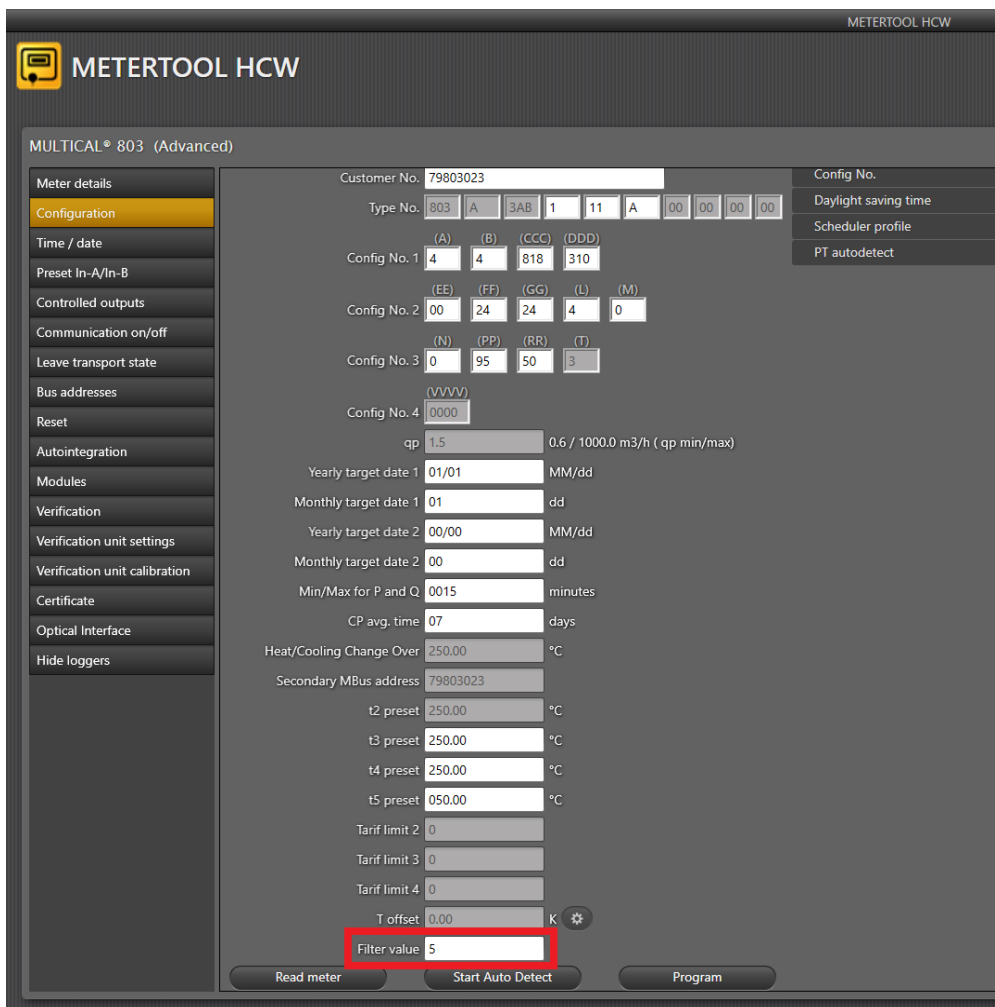 METERTOOL HCW
METERTOOL HCW
MULTICAL® 803 (Advanced)
Meter details
Configuration
Time / date
Preset In-A/In-B
Controlled outputs
Communication on/off
Leave transport state
Bus addresses
Reset
Autointegration
Modules
Verification
Verification unit settings
Verification unit calibration
Certificate
Optical Interface
Hide loggers
Customer No. 79803023
Type No. 803 A 3AB 1 11 A 00 00 00 00
(A) (B) (CCC) (DDD)
Config No. 1 4 4 818 310
(EE) (FF) (GG) (L) (M)
Config No. 2 00 24 24 4 0
(N) (PP) (RR) (T)
Config No. 3 0 95 50 3
(VVVV)
Config No. 4 0000
qp 1.5 0.6 / 1000.0 m3/h ( qp min/max)
Yearly target date 1 01/01 MM/dd
Monthly target date 1 01 dd
Yearly target date 2 00/00 MM/dd
Monthly target date 2 00 dd
Min/Max for P and Q 0015 minutes
CP avg. time 07 days
Heat/Cooling Change Over 250.00 °C
Secondary MBus address 79803023
t2 preset 250.00 °C
t3 preset 250.00 °C
t4 preset 250.00 °C
t5 preset 050.00 °C
Tarif limit 2 0
Tarif limit 3 0
Tarif limit 4 0
T offset 0.00 K
Filter value 5
Read meter Start Auto Detect Program
Config No.
Daylight saving time
Scheduler profile
PT autodetect